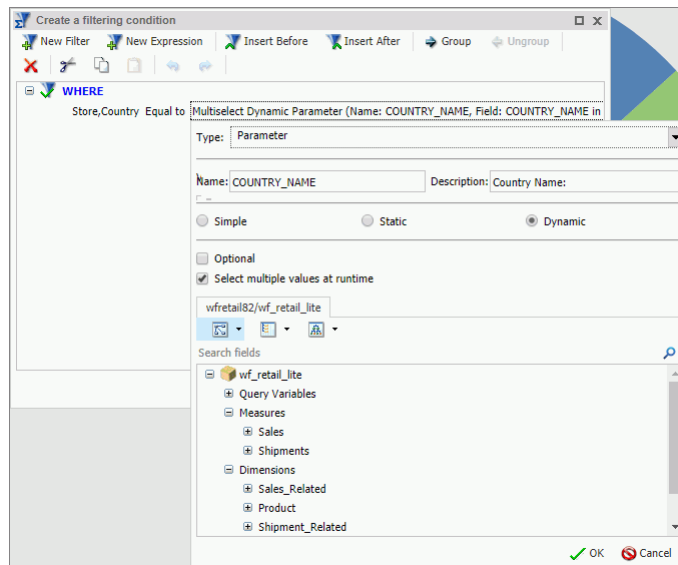 Create a filtering condition
New Filter New Expression Insert Before Insert After Group Ungroup
WHERE
Store,Country Equal to Multiselect Dynamic Parameter (Name: COUNTRY_NAME, Field: COUNTRY_NAME in
Type: Parameter
Name: COUNTRY_NAME Description: Country Name:
Simple Static Dynamic
Optional
Select multiple values at runtime
wfretail82/wf_retail_lite
Search fields
wf_retail_lite
Query Variables
Measures
Sales
Shipments
Dimensions
Sales_Related
Product
Shipment_Related
OK Cancel